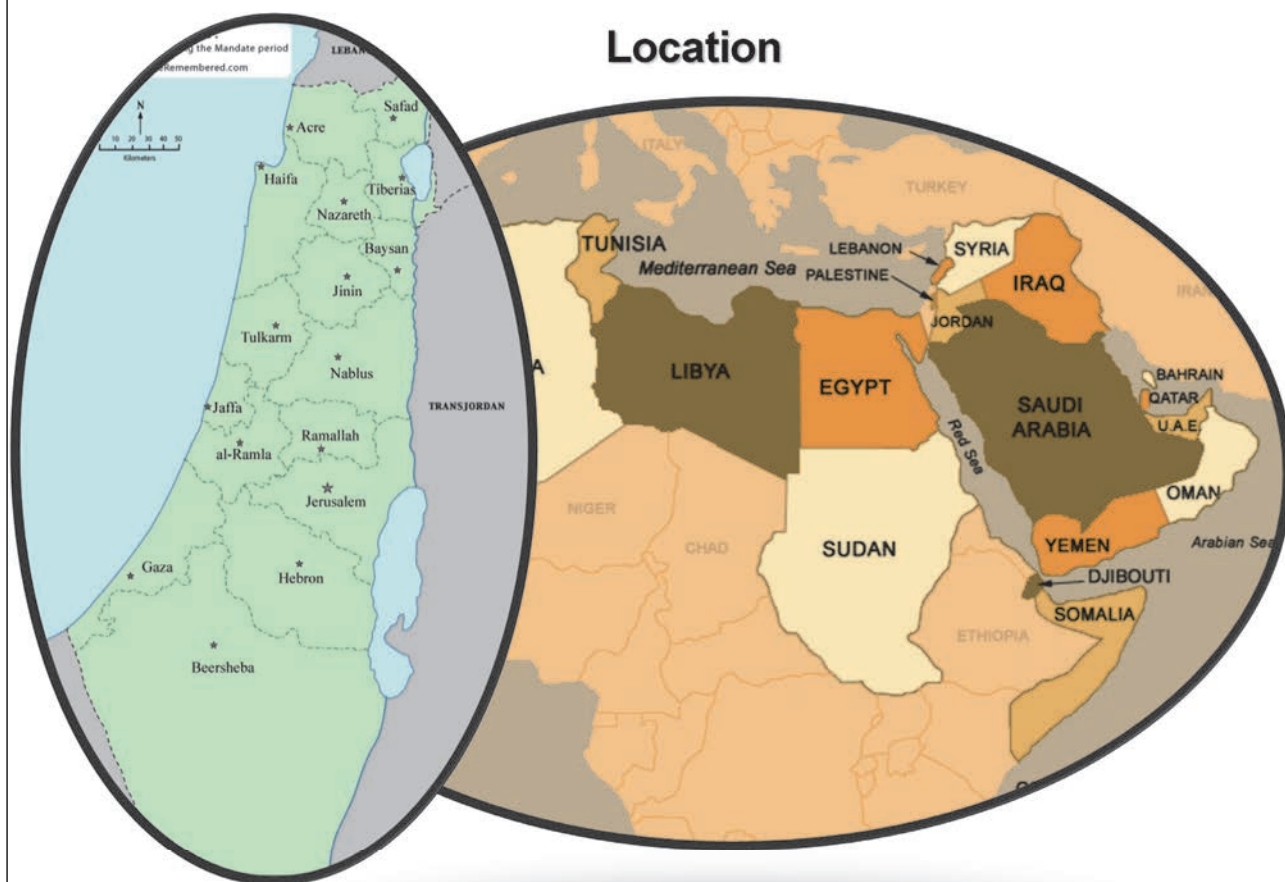 Location
g the Mandate period
eRemembered.com
LEBAN
N
10 20 30 40 50
Kilometers
Safad
Acre
Haifa
Tiberias
Nazareth
Baysan
Jinin
Tulkarm
Nablus
Jaffa
TRANSJORDAN
Ramallah
al-Ramla
Jerusalem
Gaza
Hebron
Beersheba
ITALY
TURKEY
TUNISIA
Mediterranean Sea
LEBANON
SYRIA
PALESTINE
IRAQ
IRAN
JORDAN
A
LIBYA
EGYPT
BAHRAIN
QATAR
SAUDI
ARABIA
U.A.E.
Red Sea
OMAN
NIGER
CHAD
SUDAN
YEMEN
Arabian Sea
DJIBOUTI
SOMALIA
ETHIOPIA